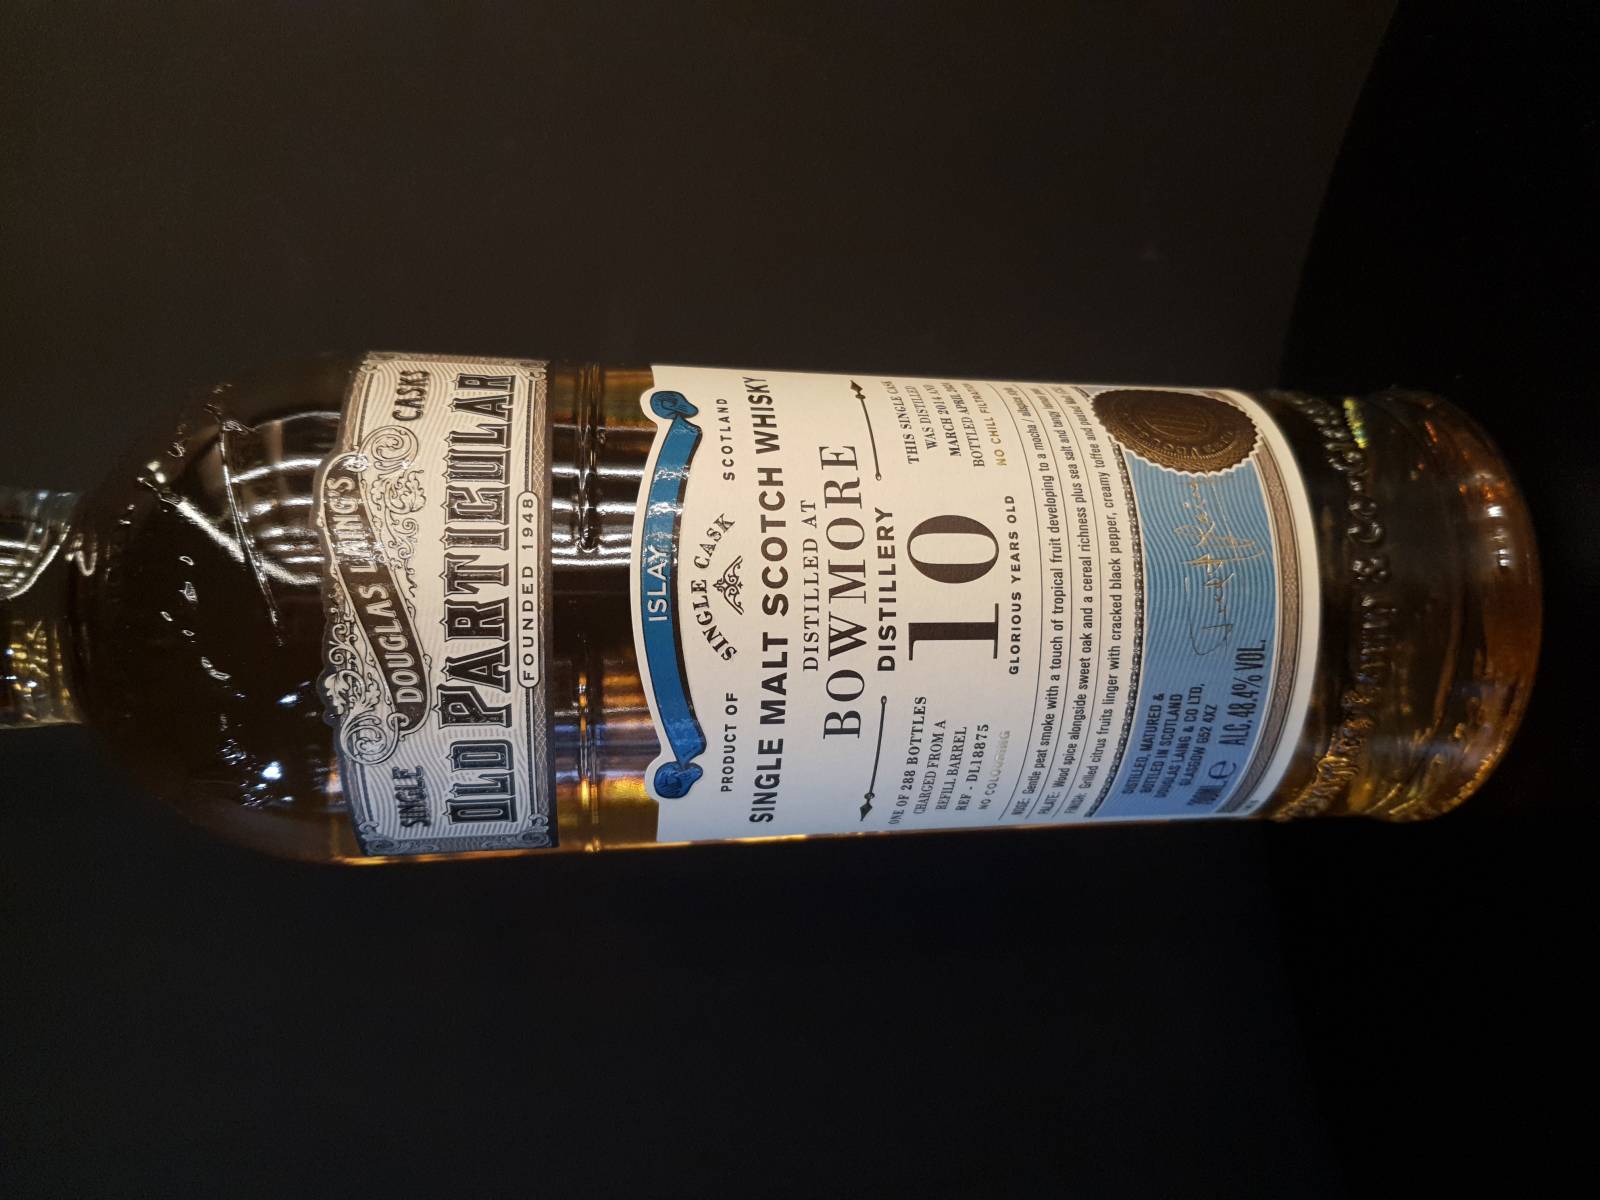 DOUGLAS LAING'S
SINGLE CASKS
OLD PARTICULAR
FOUNDED 1948
ISLAY
PRODUCT OF SINGLE CASK SCOTLAND
SINGLE MALT SCOTCH WHISKY
DISTILLED AT
BOWMORE
DISTILLERY
ONE OF 288 BOTTLES
CHARGED FROM A
REFILL BARREL
REF - DL18875
NO COLOURING
10
GLORIOUS YEARS OLD
THIS SINGLE CASK
WAS DISTILLED
MARCH 2014 AND
BOTTLED APRIL
NO CHILL FILTRATION
NOSE: Gentle peat smoke with a touch of tropical fruit developing to a mocha
PALATE: Wood spice alongside sweet oak and a cereal richness plus sea salt and tangy
FINISH: Grilled citrus fruits linger with cracked black pepper, creamy toffee and
DISTILLED, MATURED &
BOTTLED IN SCOTLAND
DOUGLAS LAING & CO LTD,
GLASGOW G52 4XZ
700ML e ALC. 48.4% VOL.